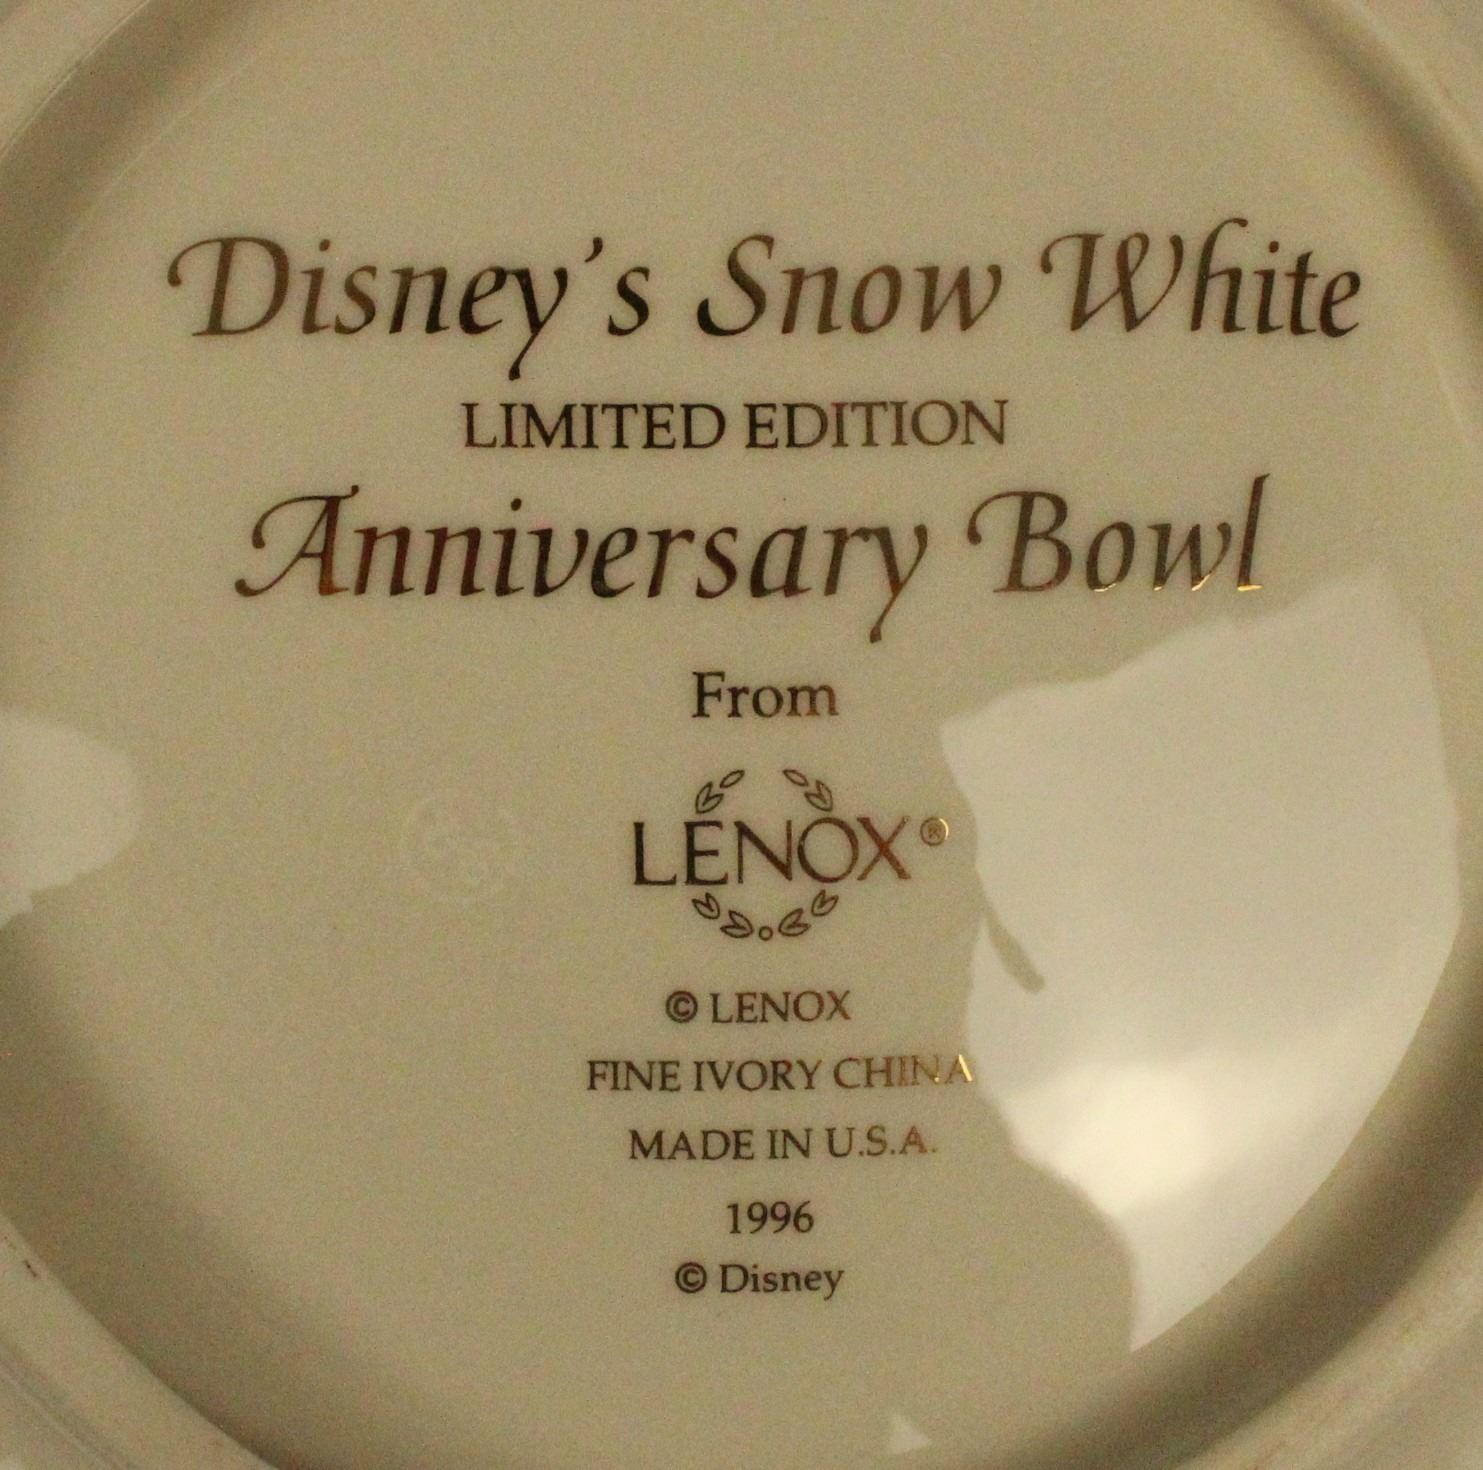 Disney's Snow White
LIMITED EDITION
Anniversary Bowl
From
LENOX®
© LENOX
FINE IVORY CHINA
MADE IN U.S.A.
1996
© Disney